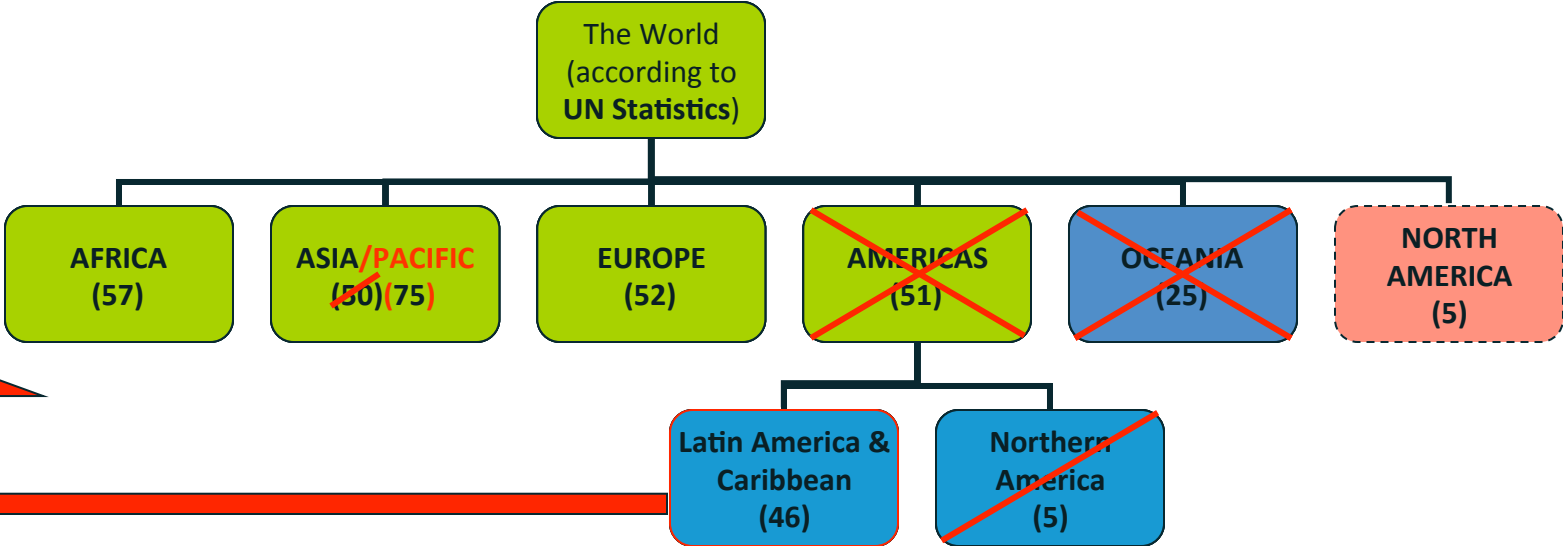 The World
(according to
UN Statistics)
AFRICA
(57)
ASIA/PACIFIC
(50)(75)
EUROPE
(52)
AMERICAS
(51)
OCEANIA
(25)
NORTH
AMERICA
(5)
Latin America &
Caribbean
(46)
Northern
America
(5)